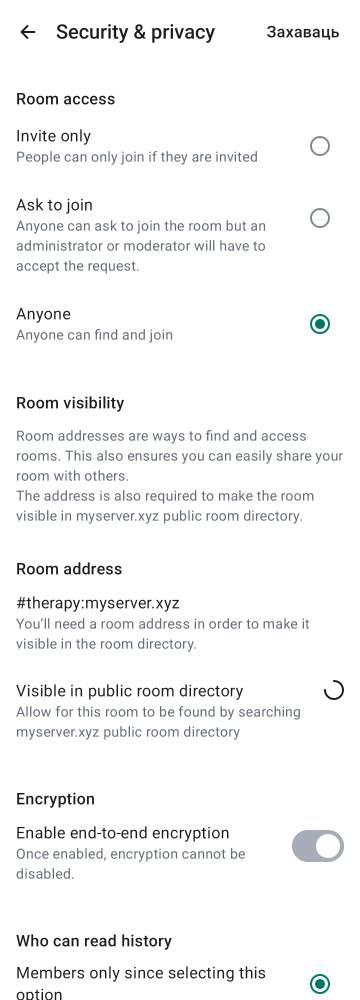 Security & privacy
Захаваць
Room access
Invite only
People can only join if they are invited
Ask to join
Anyone can ask to join the room but an
administrator or moderator will have to
accept the request.
Anyone
Anyone can find and join
Room visibility
Room addresses are ways to find and access
rooms. This also ensures you can easily share your
room with others.
The address is also required to make the room
visible in myserver.xyz public room directory.
Room address
#therapy:myserver.xyz
You’ll need a room address in order to make it
visible in the room directory.
Visible in public room directory
Allow for this room to be found by searching
myserver.xyz public room directory
Encryption
Enable end-to-end encryption
Once enabled, encryption cannot be
disabled.
Who can read history
Members only since selecting this
option